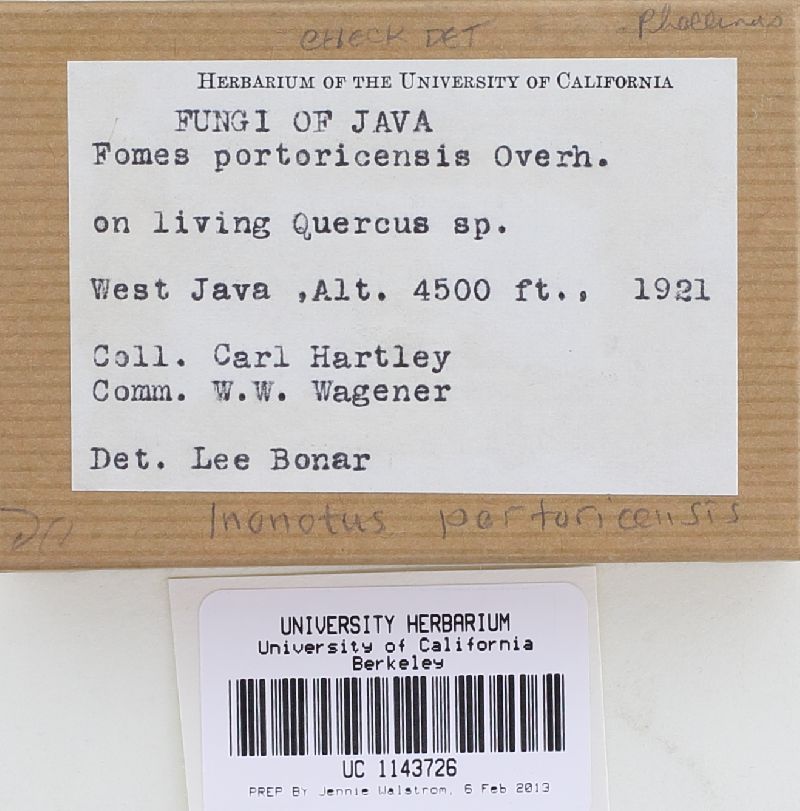 Phellinus
CHECK DET
HERBARIUM OF THE UNIVERSITY OF CALIFORNIA
FUNGI OF JAVA
Fomes portoricensis Overh.
on living Quercus sp.
West Java ,Alt. 4500 ft., 1921
Coll. Carl Hartley
Comm. W.W. Wagener
Det. Lee Bonar
Inonotus portoricensis
UNIVERSITY HERBARIUM
University of California
Berkeley
UC 1143726
PREP BY Jennie Walstrom, 6 Feb 2013